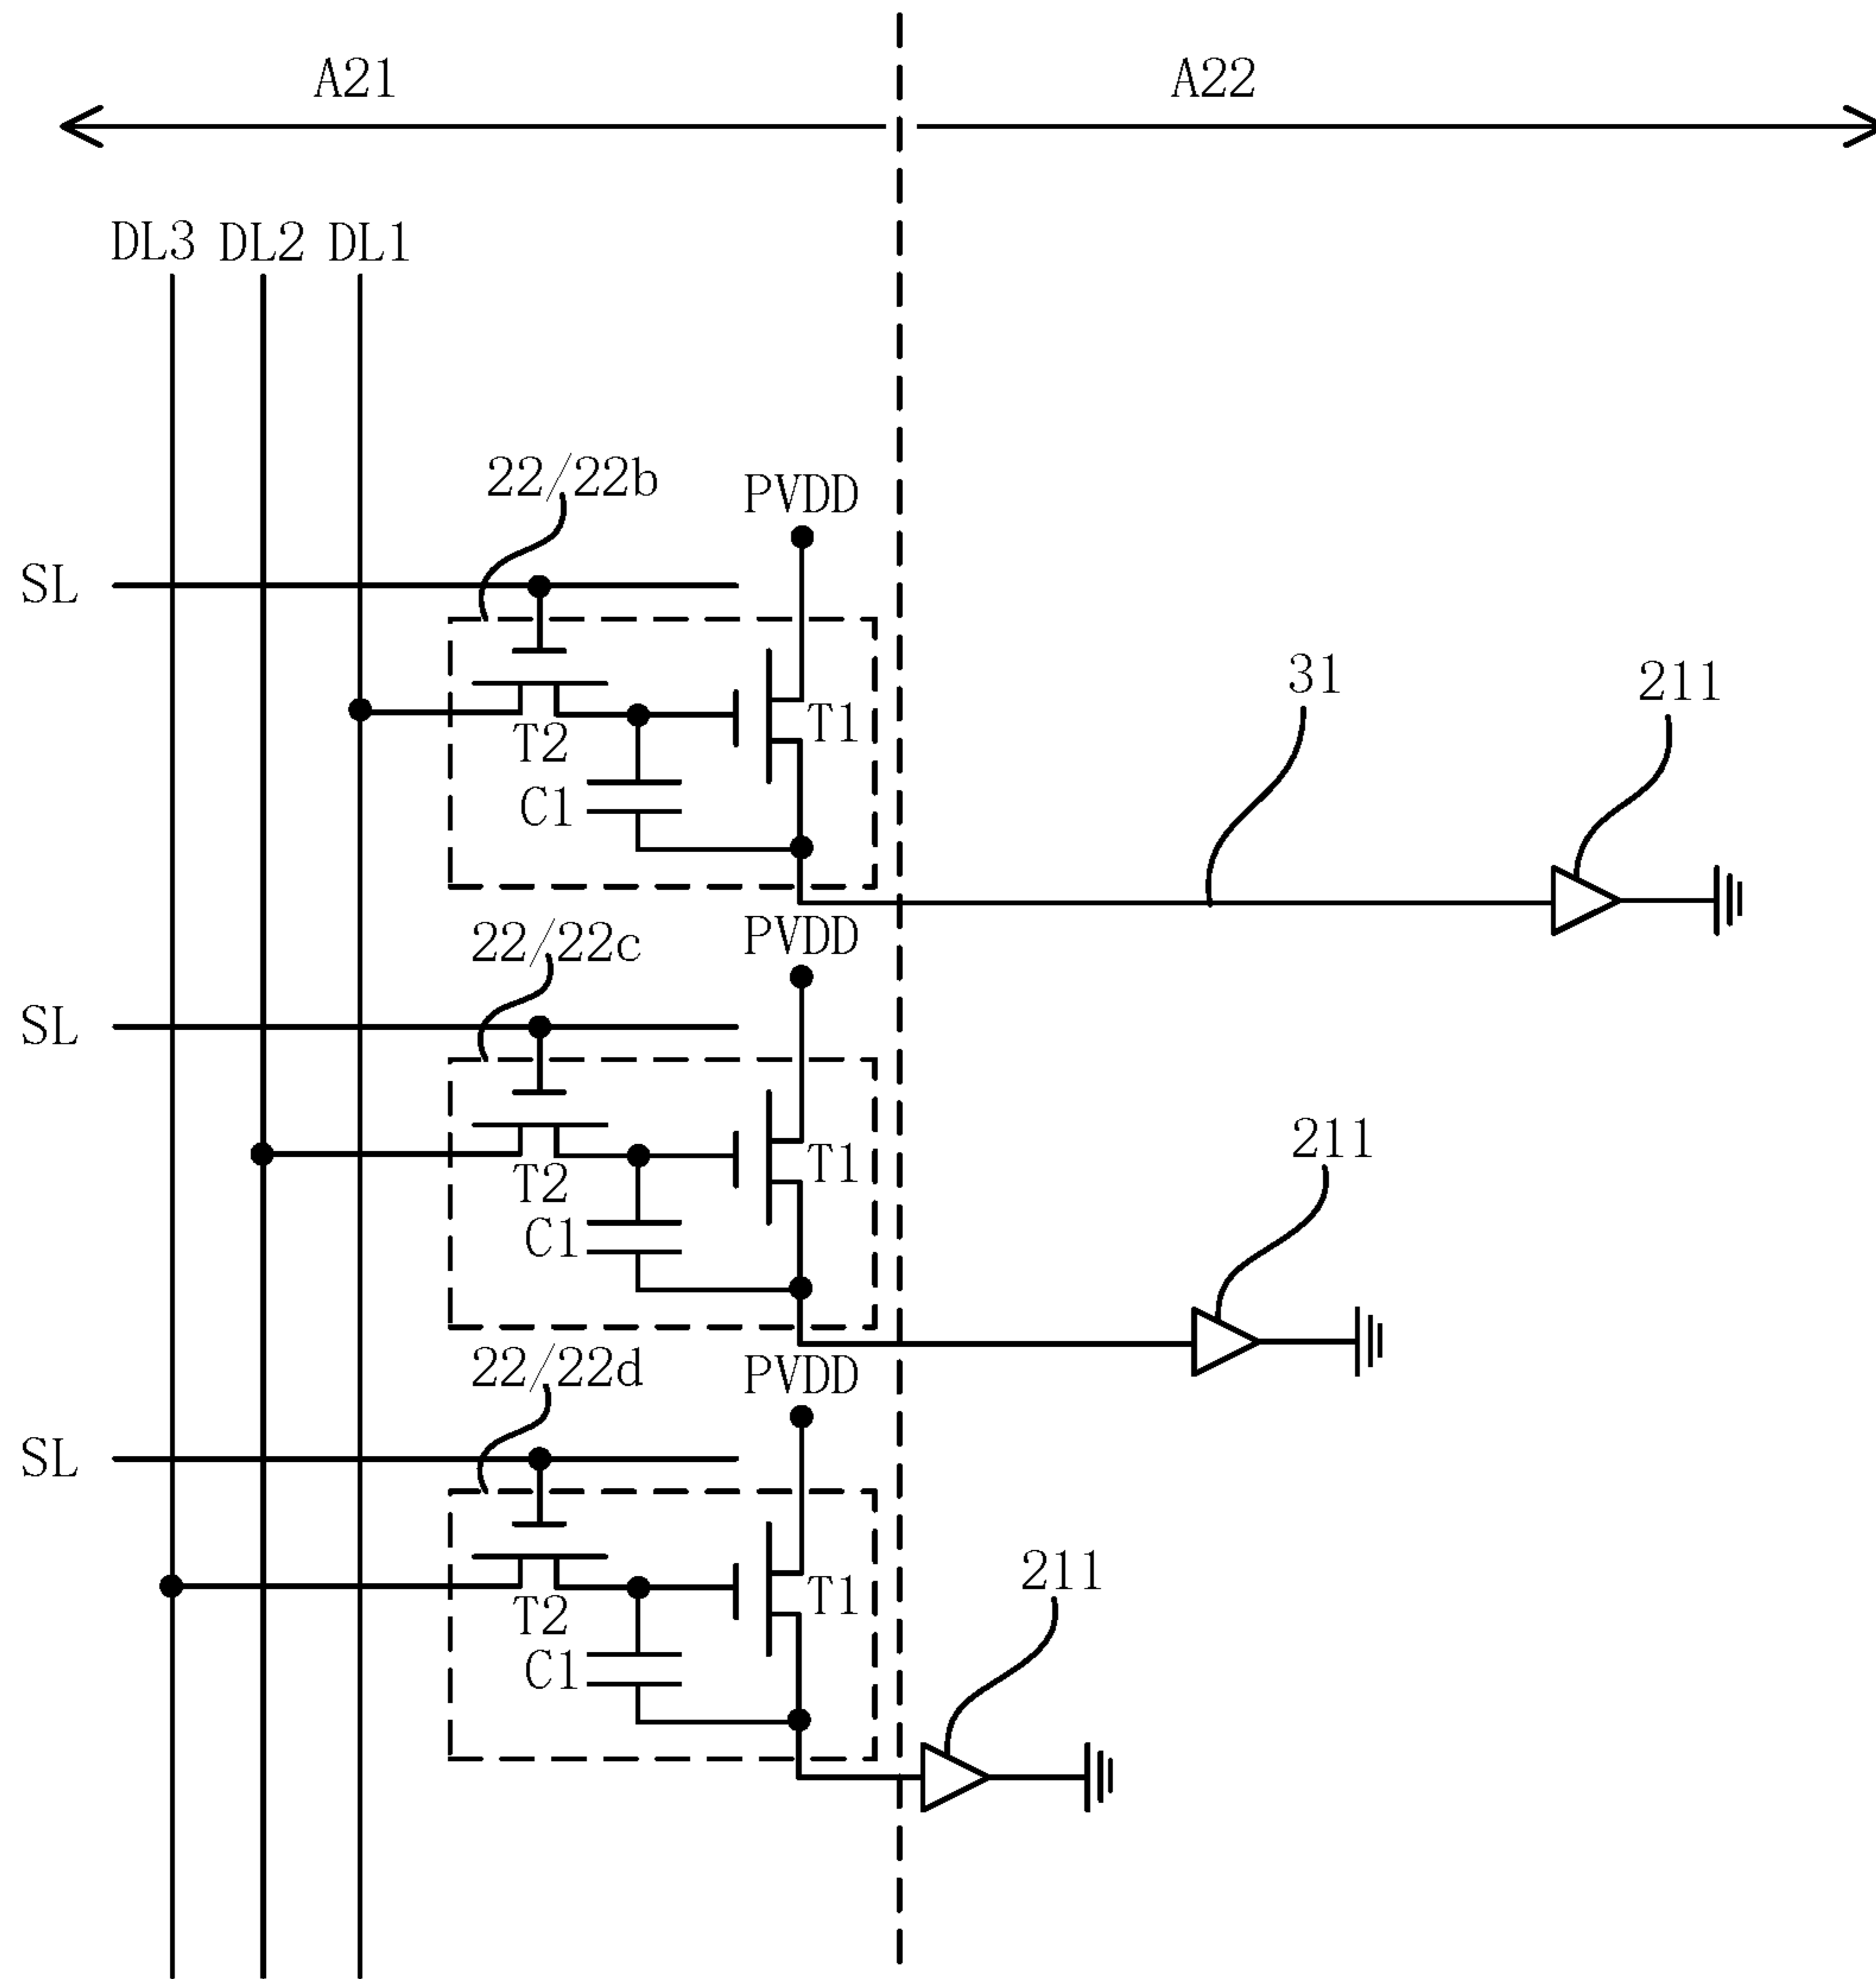 A21 A22
DL3 DL2 DL1
22/22b PVDD
SL
31 211
T1
T2
C1
22/22c PVDD
SL
211
T1
T2
C1
22/22d PVDD
SL
211
T1
T2
C1